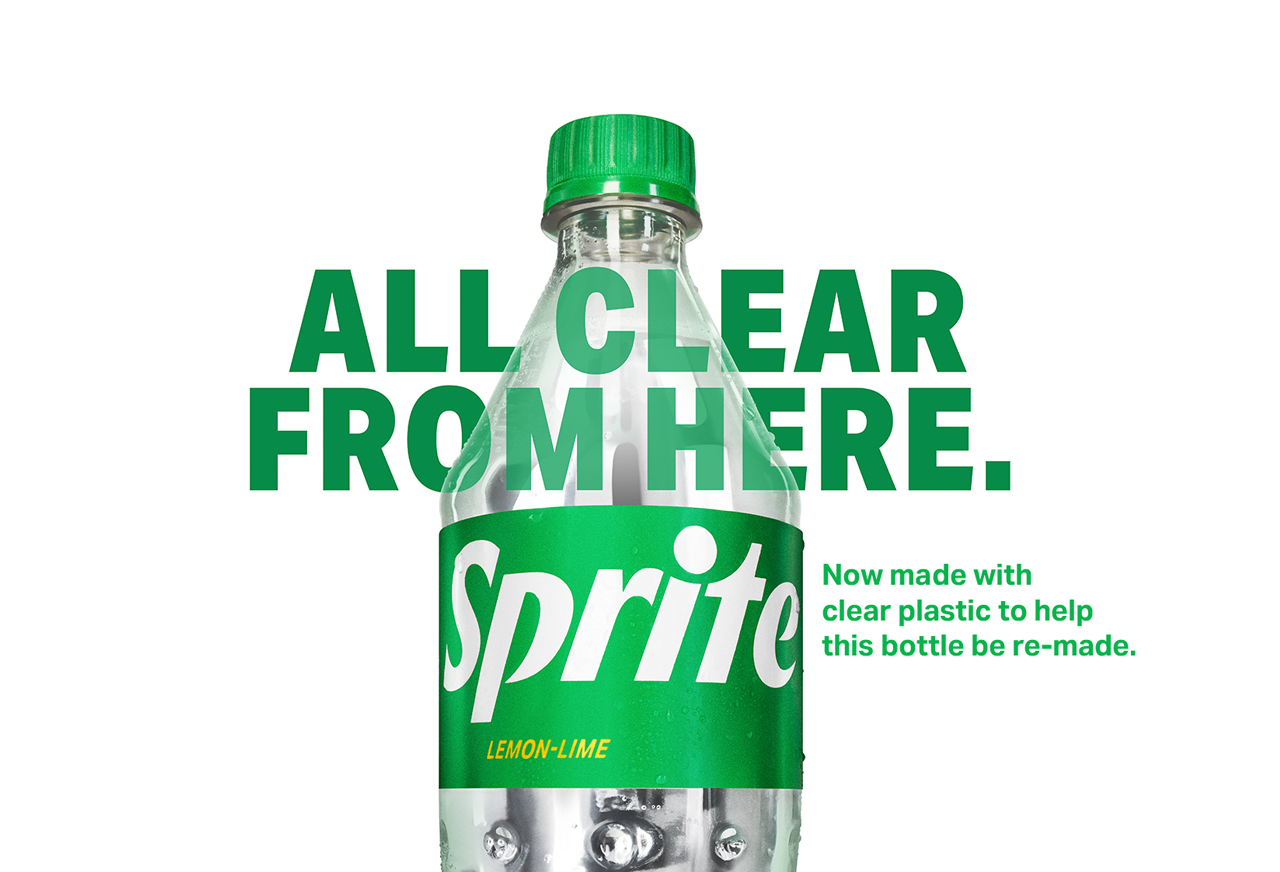 ALL CLEAR
FROM HERE.
Sprite
Now made with
clear plastic to help
this bottle be re-made.
LEMON-LIME